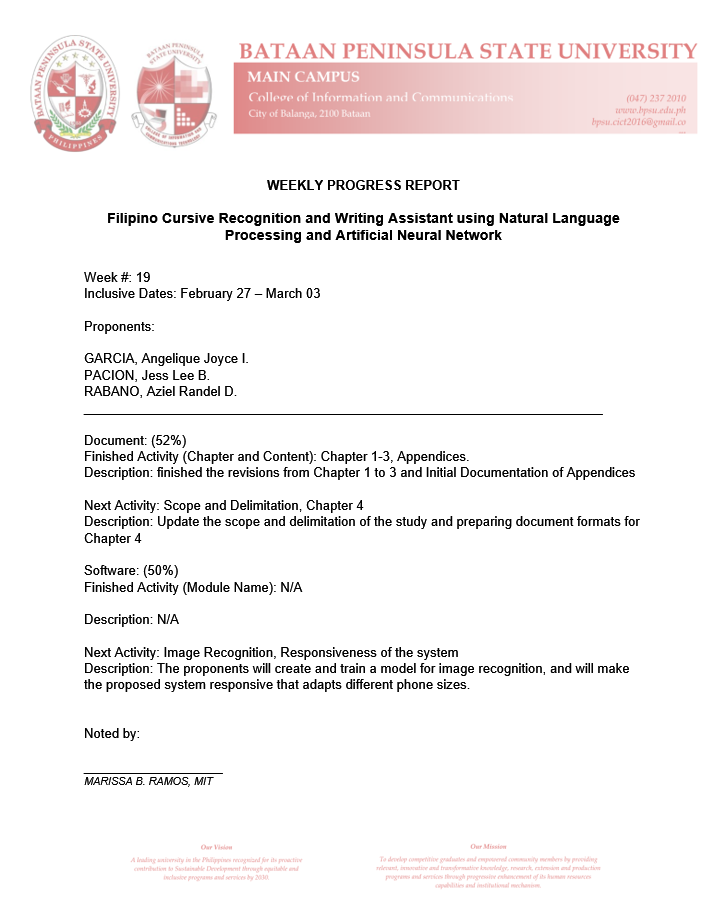 BATAAN PENINSULA STATE UNIVERSITY
MAIN CAMPUS
College of Information and Communications
City of Balanga, 2100 Bataan
(047) 237 2010
www.bpsu.edu.ph
bpsu.cict2016@gmail.co
BATAAN PENINSULA STATE UNIVERSITY
PHILIPPINES
BATAAN PENINSULA
STATE UNIVERSITY
COLLEGE OF INFORMATION AND
COMMUNICATIONS TECHNOLOGY
WEEKLY PROGRESS REPORT
Filipino Cursive Recognition and Writing Assistant using Natural Language
Processing and Artificial Neural Network
Week #: 19
Inclusive Dates: February 27 – March 03
Proponents:
GARCIA, Angelique Joyce I.
PACION, Jess Lee B.
RABANO, Aziel Randel D.
Document: (52%)
Finished Activity (Chapter and Content): Chapter 1-3, Appendices.
Description: finished the revisions from Chapter 1 to 3 and Initial Documentation of Appendices
Next Activity: Scope and Delimitation, Chapter 4
Description: Update the scope and delimitation of the study and preparing document formats for
Chapter 4
Software: (50%)
Finished Activity (Module Name): N/A
Description: N/A
Next Activity: Image Recognition, Responsiveness of the system
Description: The proponents will create and train a model for image recognition, and will make
the proposed system responsive that adapts different phone sizes.
Noted by:
MARISSA B. RAMOS, MIT
Our Vision
A leading university in the Philippines recognized for its proactive
contribution to Sustainable Development through equitable and
inclusive programs and services by 2030.
Our Mission
To develop competitive graduates and empowered community members by providing
relevant, innovative and transformative knowledge, research, extension and production
programs and services through progressive enhancement of its human resources
capabilities and institutional mechanism.